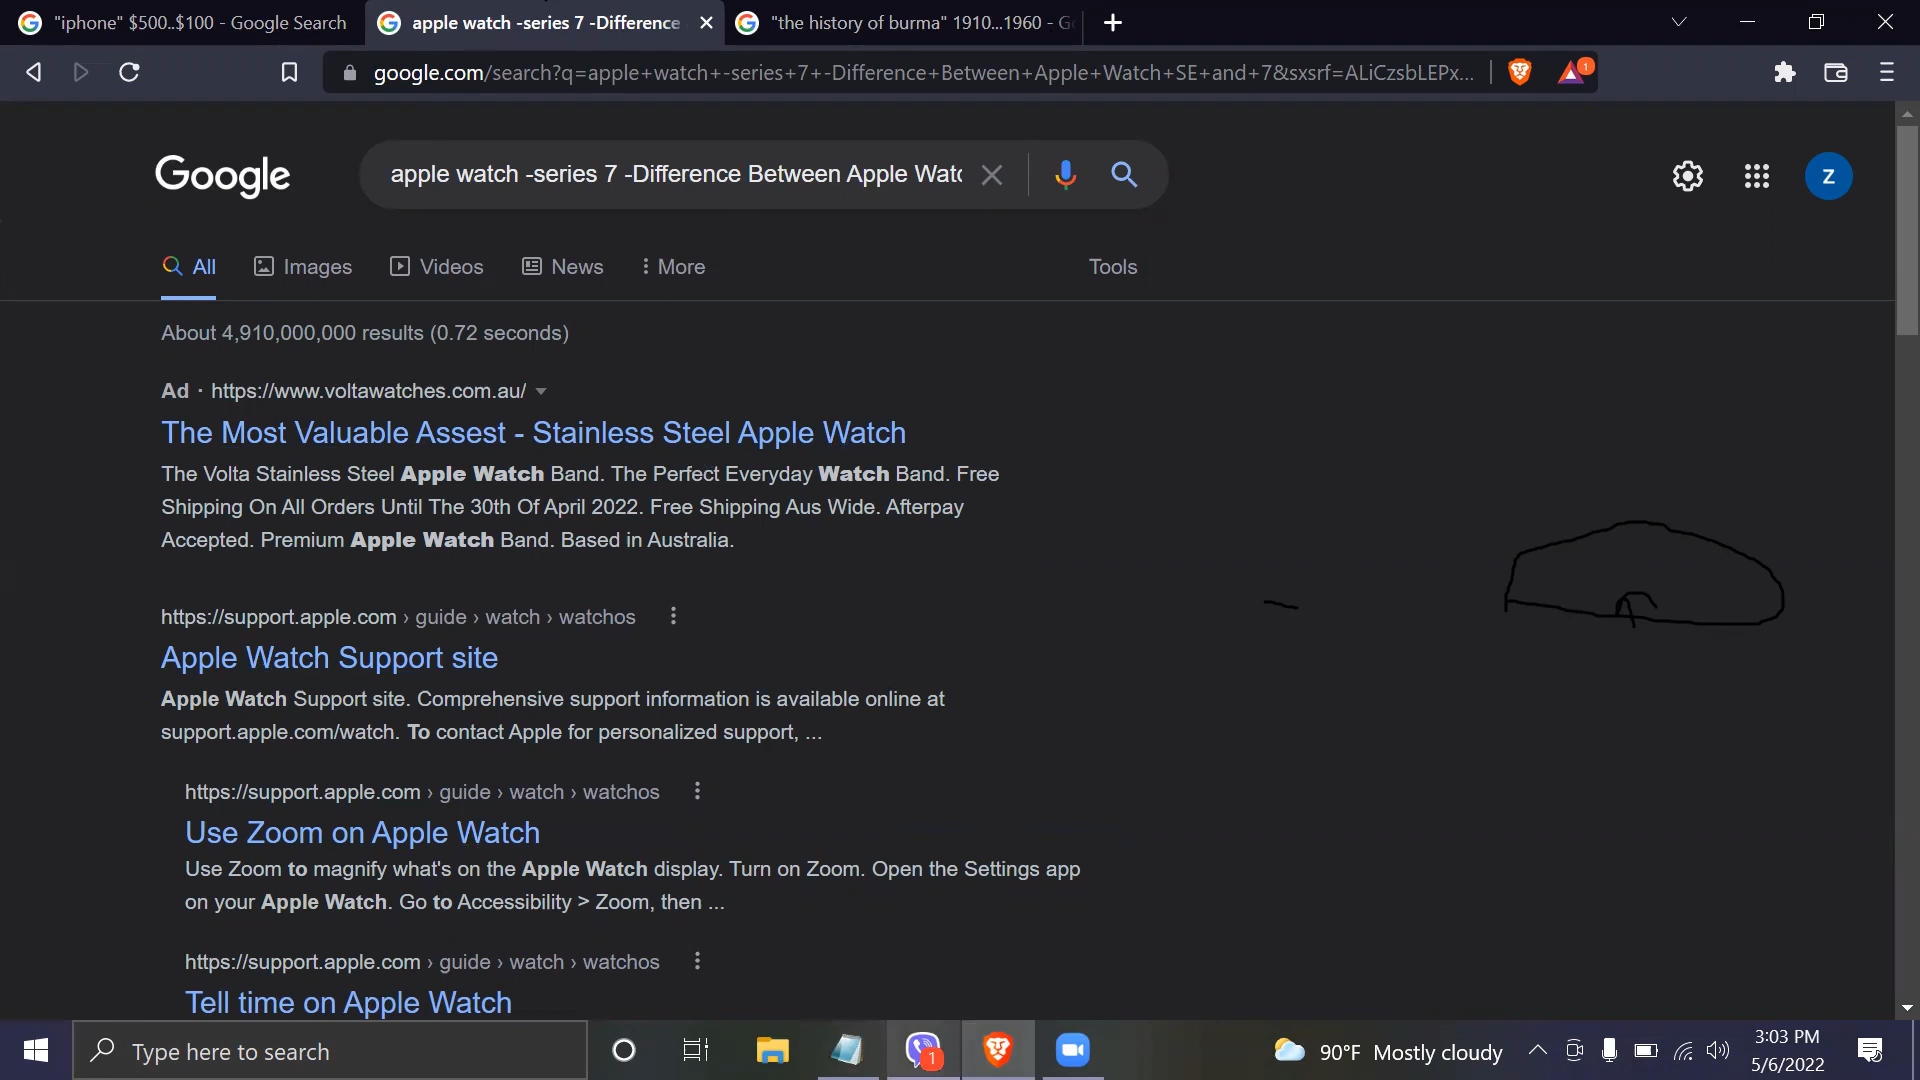 "iphone" $500..$100 - Google Search
apple watch -series 7 -Difference
"the history of burma" 1910...1960 - G
google.com/search?q=apple+watch+-series+7+-Difference+Between+Apple+Watch+SE+and+7&sxsrf=ALiCzsbLEPx...
1
Google
apple watch -series 7 -Difference Between Apple Watc
Z
All
Images
Videos
News
More
Tools
About 4,910,000,000 results (0.72 seconds)
Ad · https://www.voltawatches.com.au/
The Most Valuable Assest - Stainless Steel Apple Watch
The Volta Stainless Steel Apple Watch Band. The Perfect Everyday Watch Band. Free
Shipping On All Orders Until The 30th Of April 2022. Free Shipping Aus Wide. Afterpay
Accepted. Premium Apple Watch Band. Based in Australia.
https://support.apple.com › guide › watch › watchos
Apple Watch Support site
Apple Watch Support site. Comprehensive support information is available online at
support.apple.com/watch. To contact Apple for personalized support, ...
https://support.apple.com › guide › watch › watchos
Use Zoom on Apple Watch
Use Zoom to magnify what's on the Apple Watch display. Turn on Zoom. Open the Settings app
on your Apple Watch. Go to Accessibility > Zoom, then ...
https://support.apple.com › guide › watch › watchos
Tell time on Apple Watch
Type here to search
1
90°F Mostly cloudy
3:03 PM
5/6/2022